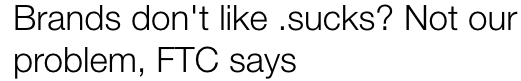 Brands don't like .sucks? Not our
problem, FTC says